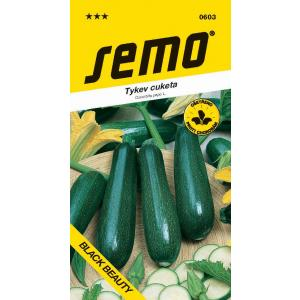 ★★★ 0603
semo®
Tykev cuketa
Cucurbita pepo L.
BLACK BEAUTY